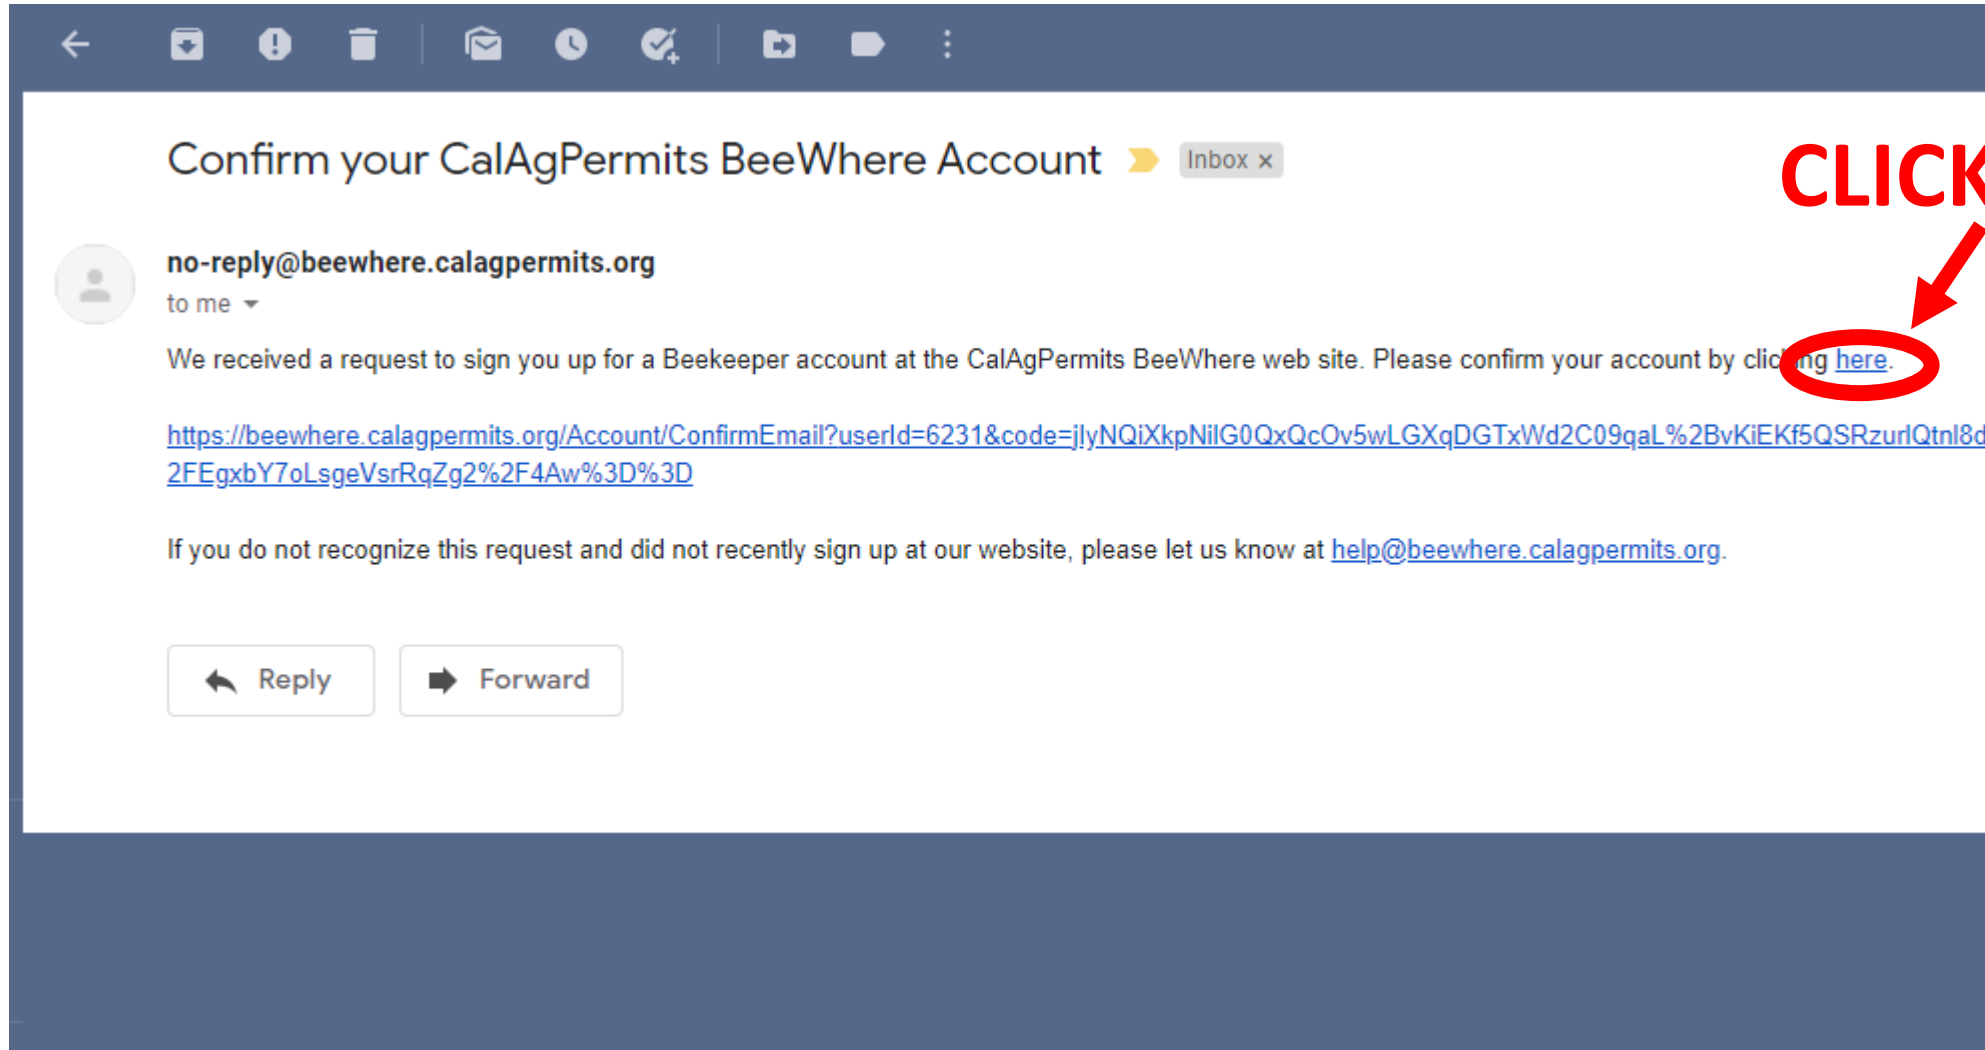 Confirm your CalAgPermits BeeWhere Account Inbox x
CLICK
no-reply@beewhere.calagpermits.org
to me
We received a request to sign you up for a Beekeeper account at the CalAgPermits BeeWhere web site. Please confirm your account by clicking here.
https://beewhere.calagpermits.org/Account/ConfirmEmail?userId=6231&code=jlyNQiXkpNilG0QxQcOv5wLGXqDGTxWd2C09qaL%2BvKiEKf5QSRzurlQtnl8d
2FEgxbY7oLsgeVsrRqZg2%2F4Aw%3D%3D
If you do not recognize this request and did not recently sign up at our website, please let us know at help@beewhere.calagpermits.org.
Reply
Forward